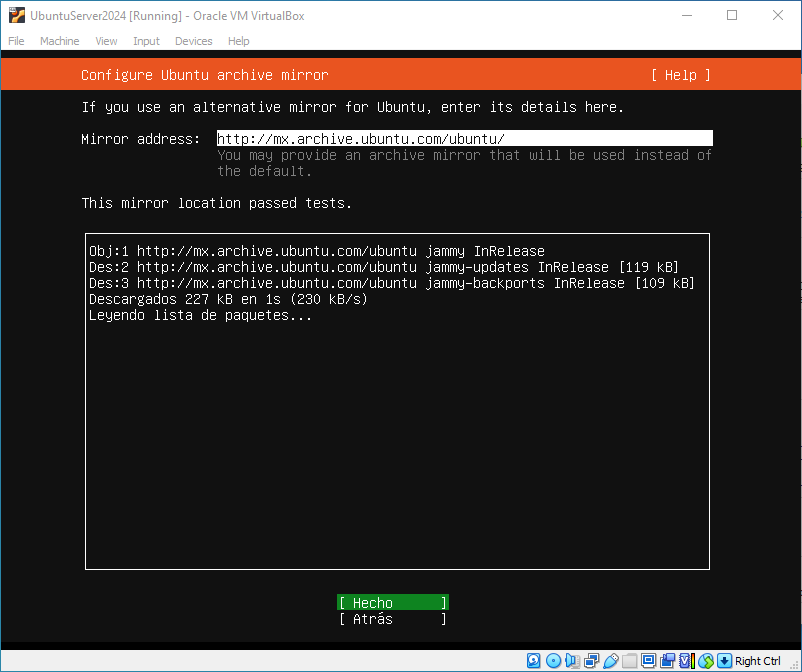 UbuntuServer2024 [Running] - Oracle VM VirtualBox
File Machine View Input Devices Help
Configure Ubuntu archive mirror [ Help ]
If you use an alternative mirror for Ubuntu, enter its details here.
Mirror address: http://mx.archive.ubuntu.com/ubuntu/
You may provide an archive mirror that will be used instead of
the default.
This mirror location passed tests.
Obj:1 http://mx.archive.ubuntu.com/ubuntu jammy InRelease
Des:2 http://mx.archive.ubuntu.com/ubuntu jammy-updates InRelease [119 kB]
Des:3 http://mx.archive.ubuntu.com/ubuntu jammy-backports InRelease [109 kB]
Descargados 227 kB en 1s (230 kB/s)
Leyendo lista de paquetes...
[ Hecho ]
[ Atrás ]
Right Ctrl